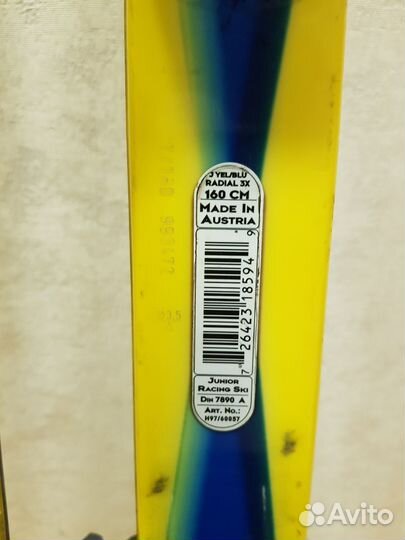 J YEL/BLU
RADIAL 3X
160 CM
MADE IN
AUSTRIA
7 26423 18594 9
JUNIOR
RACING SKI
DIN 7890 A
ART. NO.:
H97/60057
Avito